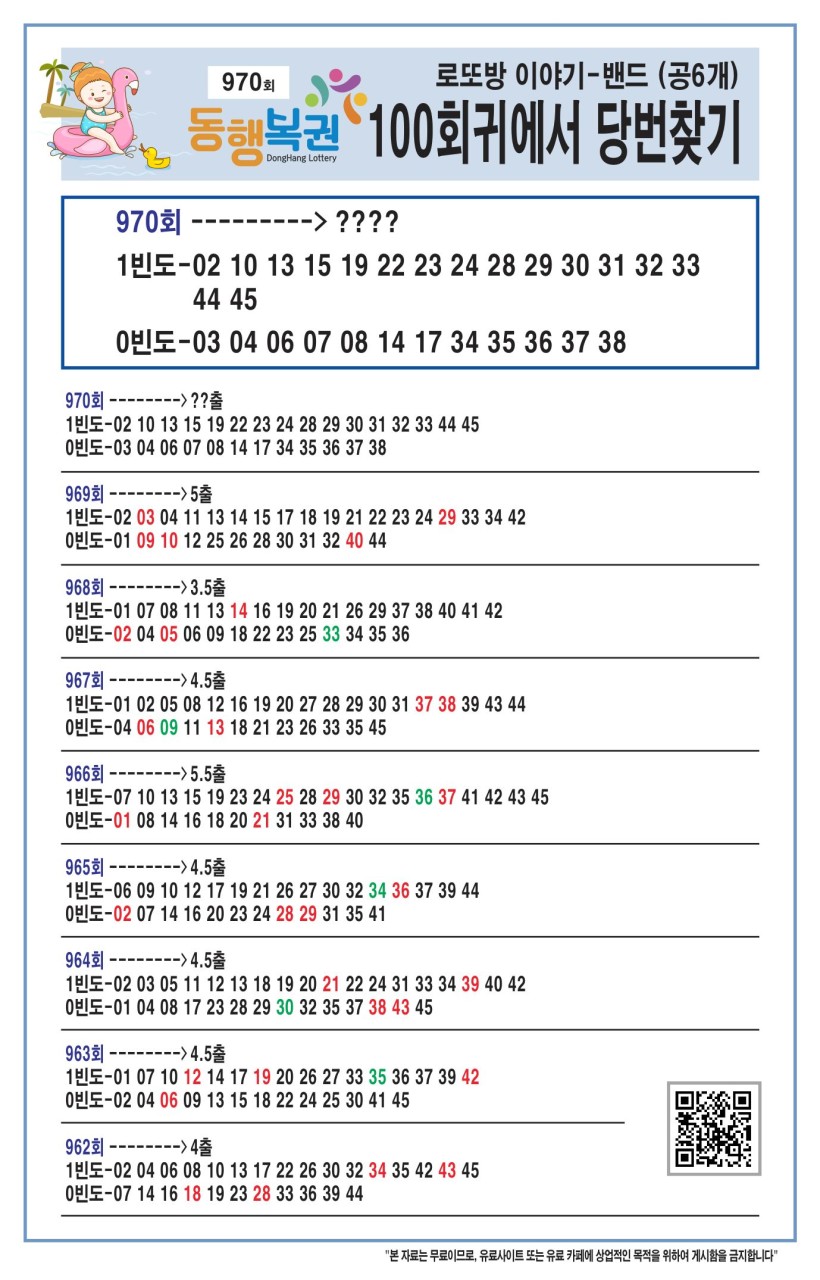 970회
로또방 이야기-밴드 (공6개)
동행복권
DongHang Lottery
100회귀에서 당번찾기
970회 ---------> ????
1빈도-02 10 13 15 19 22 23 24 28 29 30 31 32 33
44 45
0빈도-03 04 06 07 08 14 17 34 35 36 37 38
970회 --------> ??출
1빈도-02 10 13 15 19 22 23 24 28 29 30 31 32 33 44 45
0빈도-03 04 06 07 08 14 17 34 35 36 37 38
969회 --------> 5출
1빈도-02 03 04 11 13 14 15 17 18 19 21 22 23 24 29 33 34 42
0빈도-01 09 10 12 25 26 28 30 31 32 40 44
968회 --------> 3.5출
1빈도-01 07 08 11 13 14 16 19 20 21 26 29 37 38 40 41 42
0빈도-02 04 05 06 09 18 22 23 25 33 34 35 36
967회 --------> 4.5출
1빈도-01 02 05 08 12 16 19 20 27 28 29 30 31 37 38 39 43 44
0빈도-04 06 09 11 13 18 21 23 26 33 35 45
966회 --------> 5.5출
1빈도-07 10 13 15 19 23 24 25 28 29 30 32 35 36 37 41 42 43 45
0빈도-01 08 14 16 18 20 21 31 33 38 40
965회 --------> 4.5출
1빈도-06 09 10 12 17 19 21 26 27 30 32 34 36 37 39 44
0빈도-02 07 14 16 20 23 24 28 29 31 35 41
964회 --------> 4.5출
1빈도-02 03 05 11 12 13 18 19 20 21 22 24 31 33 34 39 40 42
0빈도-01 04 08 17 23 28 29 30 32 35 37 38 43 45
963회 --------> 4.5출
1빈도-01 07 10 12 14 17 19 20 26 27 33 35 36 37 39 42
0빈도-02 04 06 09 13 15 18 22 24 25 30 41 45
962회 --------> 4출
1빈도-02 04 06 08 10 13 17 22 26 30 32 34 35 42 43 45
0빈도-07 14 16 18 19 23 28 33 36 39 44
"본 자료는 무료이므로, 유료사이트 또는 유료 카페에 상업적인 목적을 위하여 게시함을 금지합니다"